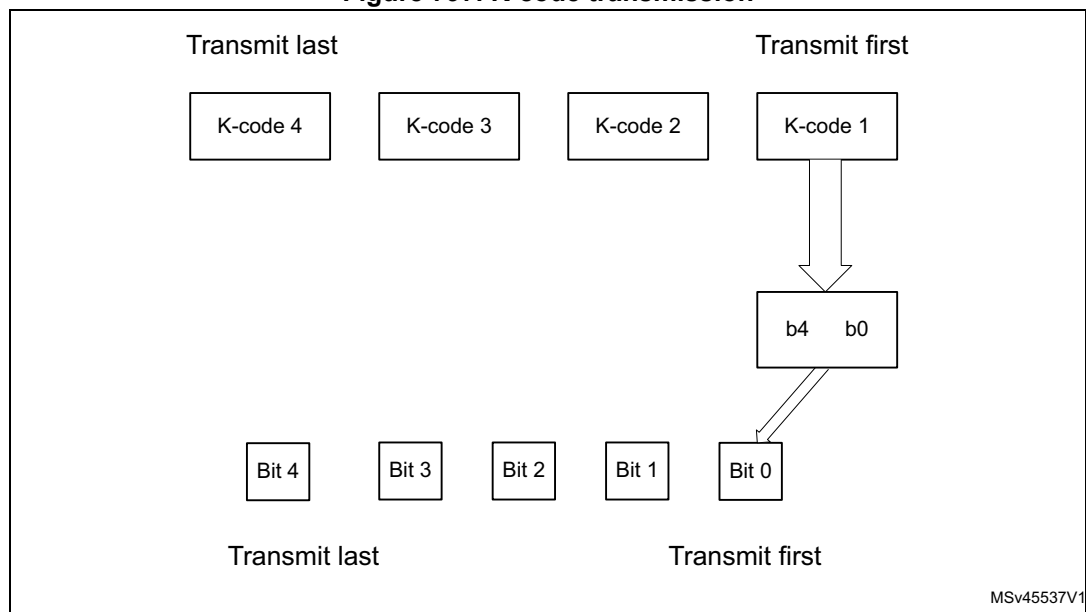 Transmit last Transmit first
K-code 4 K-code 3 K-code 2 K-code 1
b4 b0
Bit 4 Bit 3 Bit 2 Bit 1 Bit 0
Transmit last Transmit first
MSv45537V1